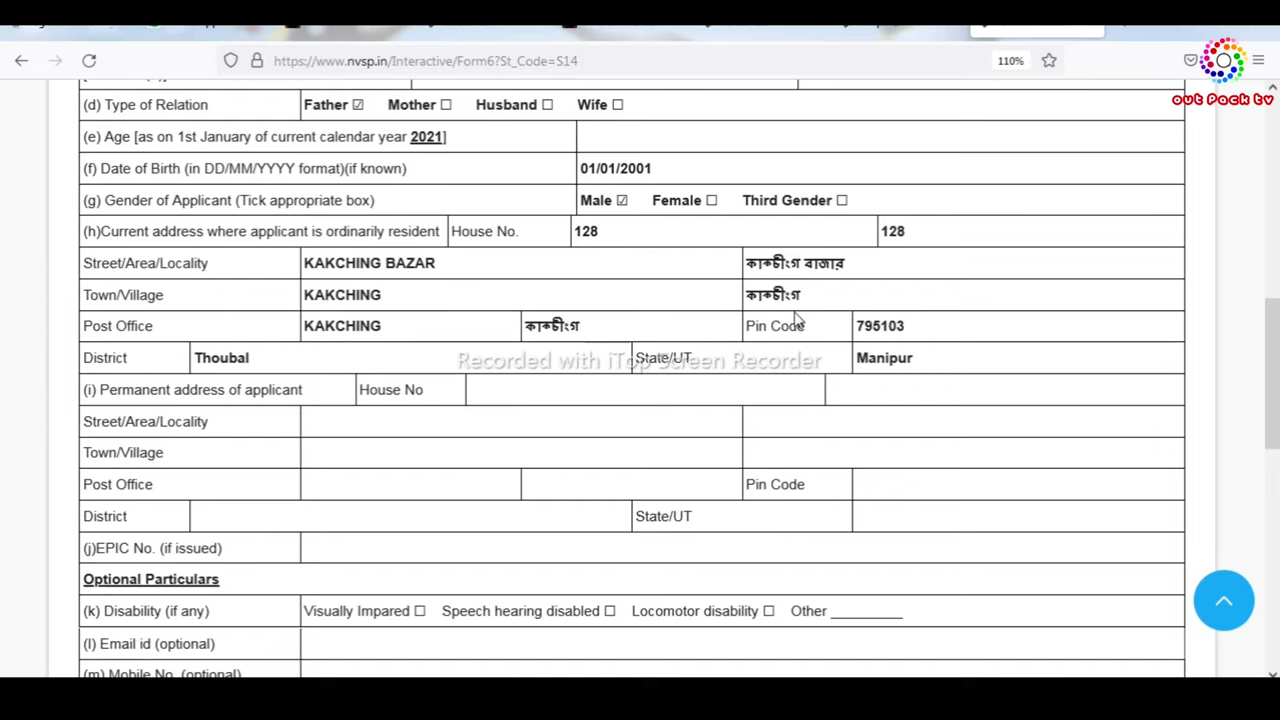 https://www.nvsp.in/Interactive/Form6?St_Code=S14 110%
out Pack tv
(d) Type of Relation Father ☑ Mother ☐ Husband ☐ Wife ☐
(e) Age [as on 1st January of current calendar year 2021]
(f) Date of Birth (in DD/MM/YYYY format)(if known) 01/01/2001
(g) Gender of Applicant (Tick appropriate box) Male ☑ Female ☐ Third Gender ☐
(h)Current address where applicant is ordinarily resident House No. 128 128
Street/Area/Locality KAKCHING BAZAR কাকচীংগ বাজার
Town/Village KAKCHING কাকচীংগ
Post Office KAKCHING কাকচীংগ Pin Code 795103
District Thoubal State/UT Manipur
Recorded with iTop Screen Recorder
(i) Permanent address of applicant House No
Street/Area/Locality
Town/Village
Post Office Pin Code
District State/UT
(j)EPIC No. (if issued)
Optional Particulars
(k) Disability (if any) Visually Impared ☐ Speech hearing disabled ☐ Locomotor disability ☐ Other _________
(l) Email id (optional)
(m) Mobile No. (optional)